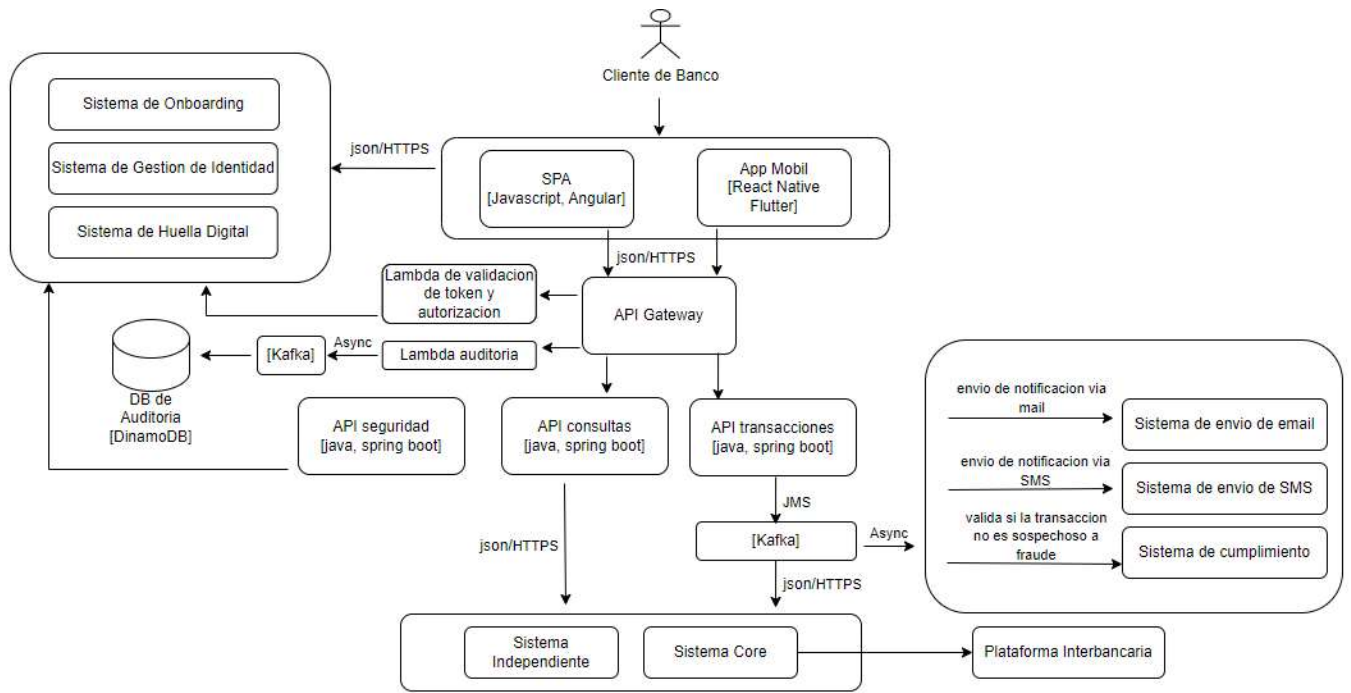 Cliente de Banco
Sistema de Onboarding
Sistema de Gestion de Identidad
Sistema de Huella Digital
json/HTTPS
SPA
[Javascript, Angular]
App Mobil
[React Native
Flutter]
json/HTTPS
Lambda de validacion
de token y
autorizacion
API Gateway
Lambda auditoria
Async
[Kafka]
DB de
Auditoria
[DinamoDB]
API seguridad
[java, spring boot]
API consultas
[java, spring boot]
API transacciones
[java, spring boot]
JMS
[Kafka]
Async
json/HTTPS
json/HTTPS
envio de notificacion via
mail
Sistema de envio de email
envio de notificacion via
SMS
Sistema de envio de SMS
valida si la transaccion
no es sospechoso a
fraude
Sistema de cumplimiento
Sistema
Independiente
Sistema Core
Plataforma Interbancaria